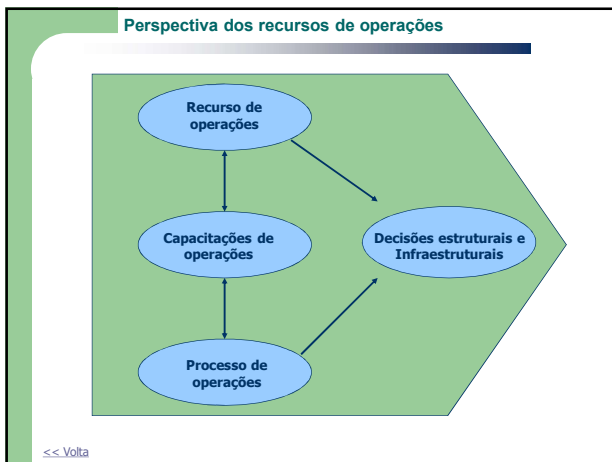 Perspectiva dos recursos de operações
Recurso de
operações
Capacitações de
operações
Decisões estruturais e
Infraestruturais
Processo de
operações
<< Volta